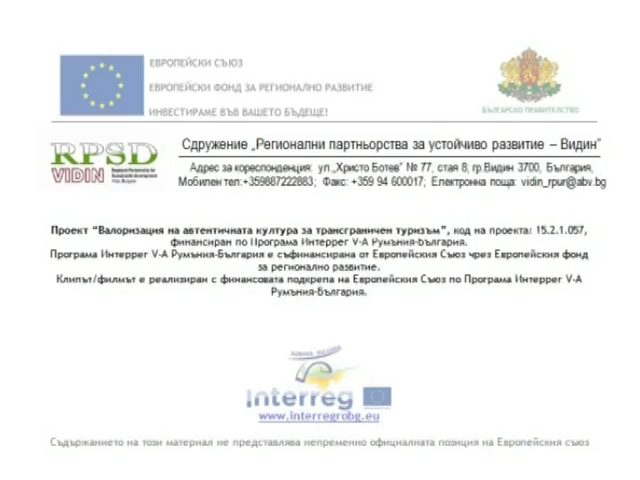 ЕВРОПЕЙСКИ СЪЮЗ
ЕВРОПЕЙСКИ ФОНД ЗА РЕГИОНАЛНО РАЗВИТИЕ
ИНВЕСТИРАМЕ ВЪВ ВАШЕТО БЪДЕЩЕ!
БЪЛГАРСКО ПРАВИТЕЛСТВО
RPSD
VIDIN
Regional Partnership for
Sustainable development
Сдружение „Регионални партньорства за устойчиво развитие – Видин"
Адрес за кореспонденция: ул.„Христо Ботев" № 77, стая 8, гр.Видин 3700, България,
Мобилен тел:+359887222883; Факс: +359 94 600017; Електронна поща: vidin_rpur@abv.bg
Проект “Валоризация на автентичната култура за трансграничен туризъм”, код на проекта: 15.2.1.057,
финансиран по Програма Интеррег V-A Румъния-България.
Програма Интеррег V-A Румъния-България е съфинансирана от Европейския Съюз чрез Европейския фонд
за регионално развитие.
Клипът/филмът е реализиран с финансовата подкрепа на Европейския Съюз по Програма Интеррег V-A
Румъния-България.
Interreg
www.interregrobg.eu
Съдържанието на този материал не представлява непременно официалната позиция на Европейския съюз